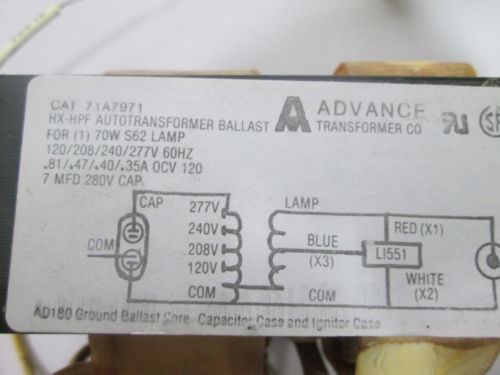 CAT 71A7971
HX-HPF AUTOTRANSFORMER BALLAST
FOR (1) 70W S62 LAMP
120/208/240/277V 60HZ
.81/.47/.40/.35A OCV 120
7 MFD 280V CAP.
ADVANCE
TRANSFORMER CO
CAP
277V
240V
208V
120V
COM
COM
LAMP
BLUE
(X3)
COM
RED (X1)
LI551
WHITE
(X2)
AD180 Ground Ballast Core, Capacitor Case and Ignitor Case